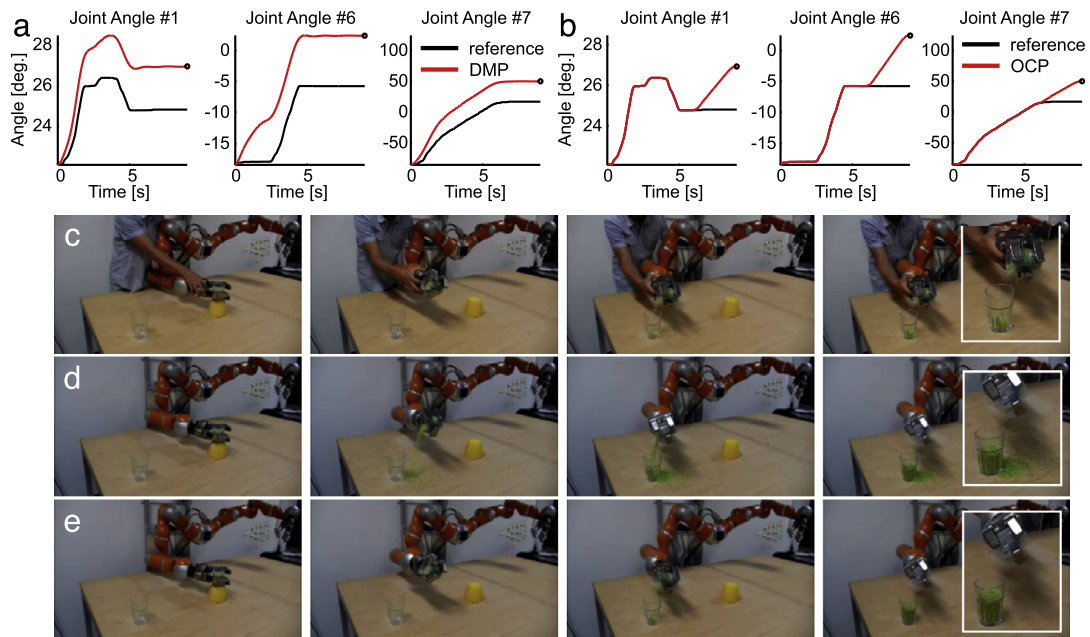 a
Joint Angle #1
Joint Angle #6
Joint Angle #7
b
Joint Angle #1
Joint Angle #6
Joint Angle #7
Angle [deg.]
28
26
24
0
-5
-10
-15
100
50
0
-50
reference
DMP
0
5
0
5
0
5
Time [s]
Time [s]
Time [s]
Angle [deg.]
28
26
24
0
-5
-10
-15
100
50
0
-50
reference
OCP
0
5
0
5
0
5
Time [s]
Time [s]
Time [s]
c
d
e